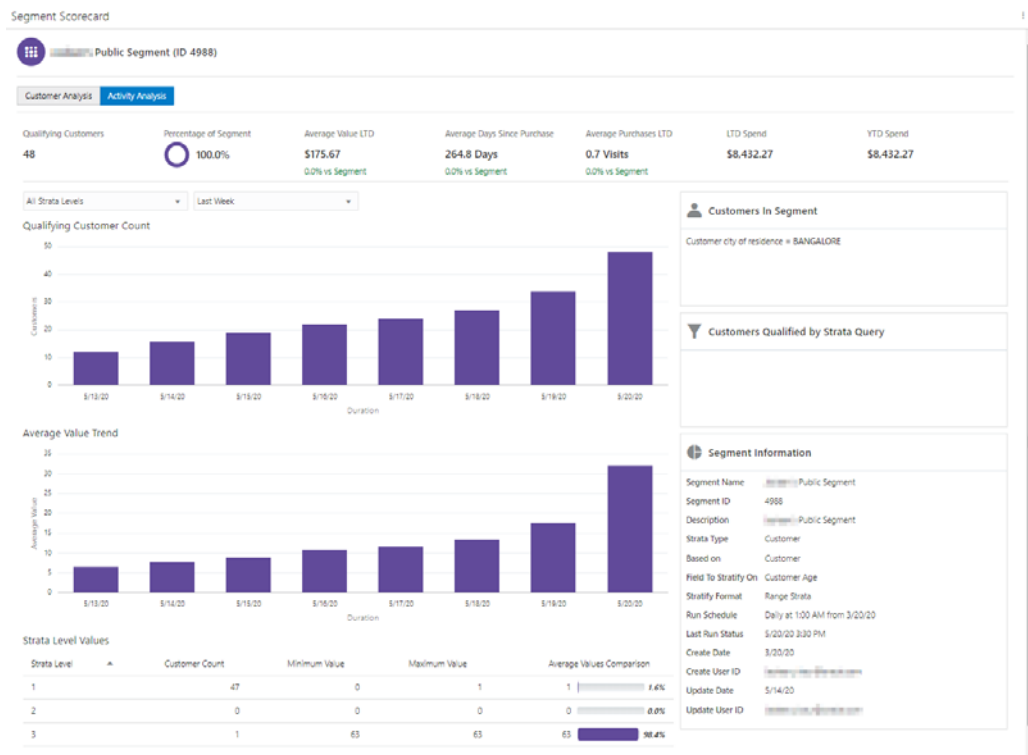 Segment Scorecard
Public Segment (ID 4988)
Customer Analysis Activity Analysis
Qualifying Customers Percentage of Segment Average Value LTD Average Days Since Purchase Average Purchases LTD LTD Spend YTD Spend
48 100.0% $175.67 264.8 Days 0.7 Visits $8,432.27 $8,432.27
0.0% vs Segment 0.0% vs Segment 0.0% vs Segment
All Strata Levels Last Week
Qualifying Customer Count
50
40
30
20
10
0
Customers
5/13/20 5/14/20 5/15/20 5/16/20 5/17/20 5/18/20 5/19/20 5/20/20
Duration
Average Value Trend
35
30
25
20
15
10
5
0
Average Value
5/13/20 5/14/20 5/15/20 5/16/20 5/17/20 5/18/20 5/19/20 5/20/20
Duration
Strata Level Values
Strata Level Customer Count Minimum Value Maximum Value Average Values Comparison
1 47 0 1 1 1.6%
2 0 0 0 0 0.0%
3 1 63 63 63 98.4%
Customers In Segment
Customer city of residence = BANGALORE
Customers Qualified by Strata Query
Segment Information
Segment Name Public Segment
Segment ID 4988
Description Public Segment
Strata Type Customer
Based on Customer
Field To Stratify On Customer Age
Stratify Format Range Strata
Run Schedule Daily at 1:00 AM from 3/20/20
Last Run Status 5/20/20 3:30 PM
Create Date 3/20/20
Create User ID
Update Date 5/14/20
Update User ID